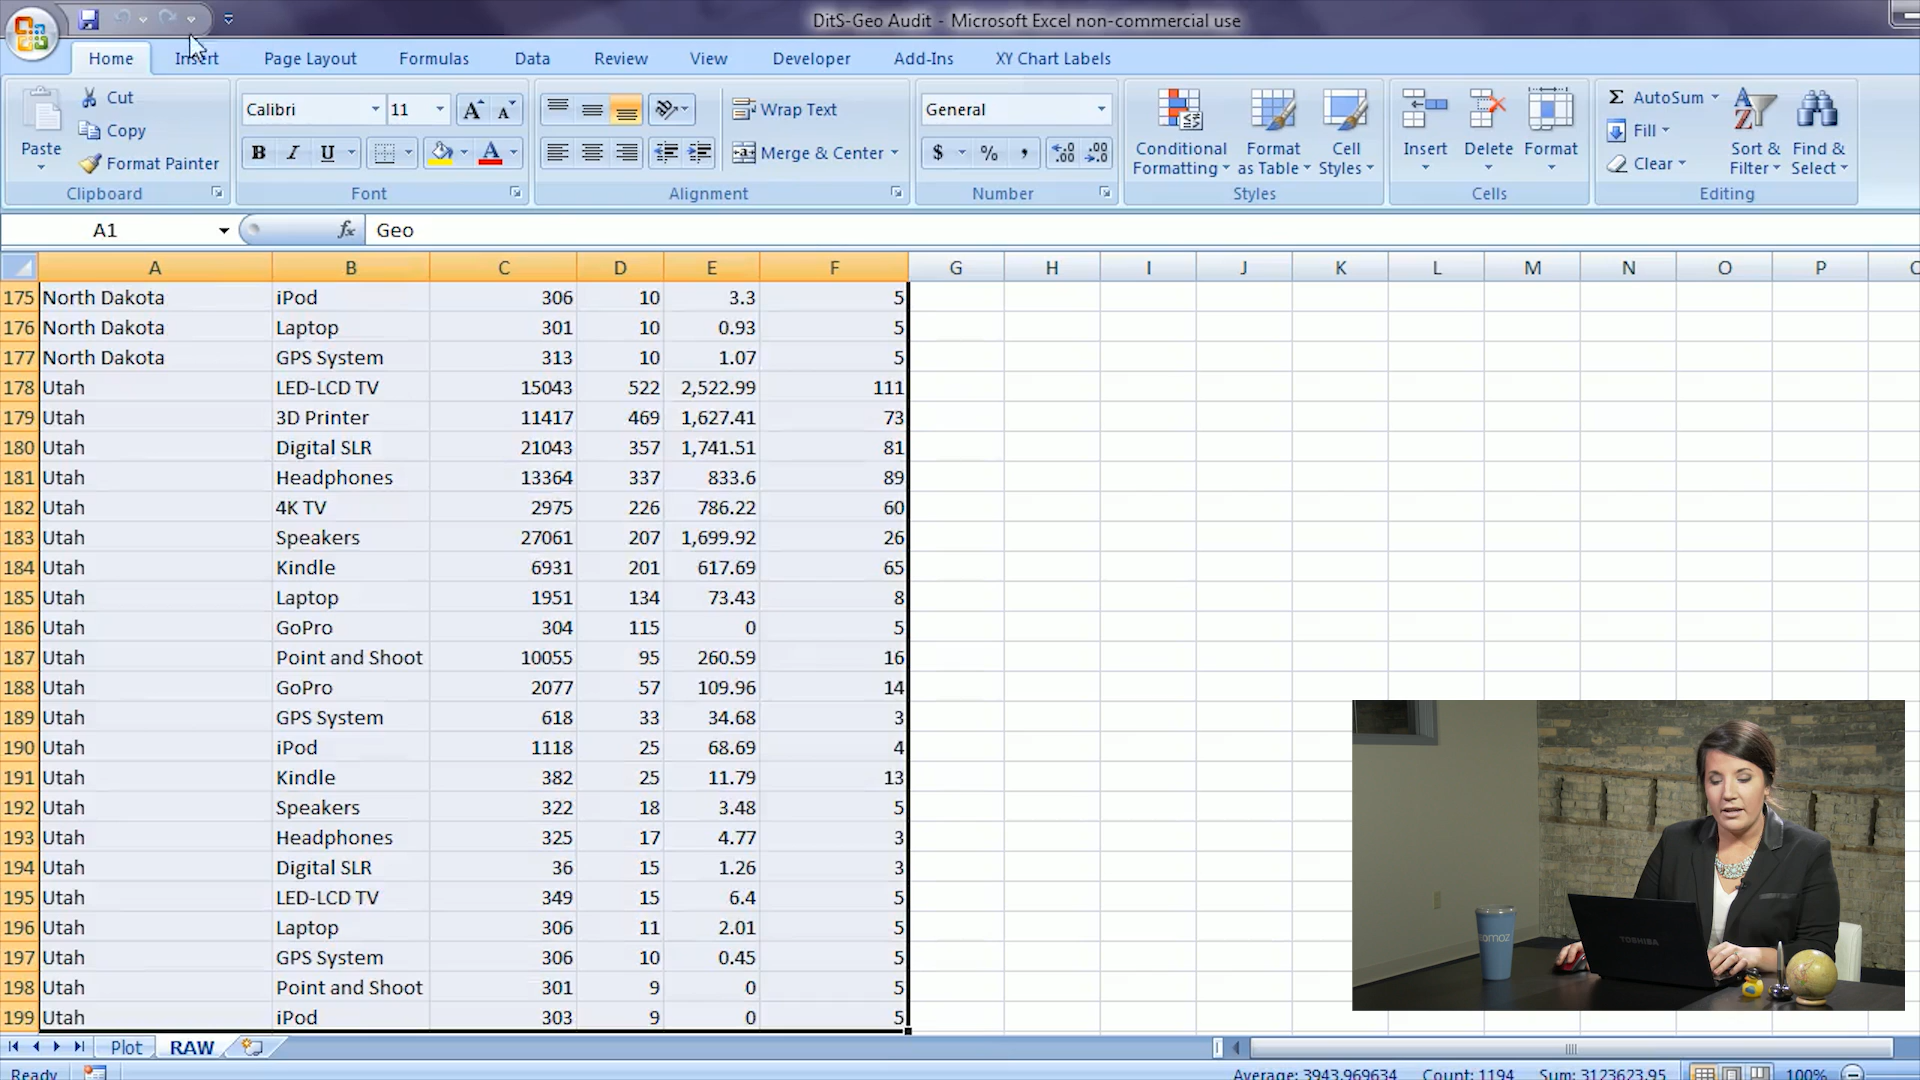 DitS-Geo Audit - Microsoft Excel non-commercial use
Home Insert Page Layout Formulas Data Review View Developer Add-Ins XY Chart Labels
Paste
Cut
Copy
Format Painter
Clipboard
Calibri 11
B I U A
Font
Wrap Text
Merge & Center
Alignment
General
$ % ,
Number
Conditional Formatting
Format as Table
Cell Styles
Styles
Insert
Delete
Format
Cells
Σ AutoSum
Fill
Clear
Sort & Filter
Find & Select
Editing
A1 fx Geo
A B C D E F G H I J K L M N O P
175 North Dakota iPod 306 10 3.3 5
176 North Dakota Laptop 301 10 0.93 5
177 North Dakota GPS System 313 10 1.07 5
178 Utah LED-LCD TV 15043 522 2,522.99 111
179 Utah 3D Printer 11417 469 1,627.41 73
180 Utah Digital SLR 21043 357 1,741.51 81
181 Utah Headphones 13364 337 833.6 89
182 Utah 4K TV 2975 226 786.22 60
183 Utah Speakers 27061 207 1,699.92 26
184 Utah Kindle 6931 201 617.69 65
185 Utah Laptop 1951 134 73.43 8
186 Utah GoPro 304 115 0 5
187 Utah Point and Shoot 10055 95 260.59 16
188 Utah GoPro 2077 57 109.96 14
189 Utah GPS System 618 33 34.68 3
190 Utah iPod 1118 25 68.69 4
191 Utah Kindle 382 25 11.79 13
192 Utah Speakers 322 18 3.48 5
193 Utah Headphones 325 17 4.77 3
194 Utah Digital SLR 36 15 1.26 3
195 Utah LED-LCD TV 349 15 6.4 5
196 Utah Laptop 306 11 2.01 5
197 Utah GPS System 306 10 0.45 5
198 Utah Point and Shoot 301 9 0 5
199 Utah iPod 303 9 0 5
TOSHIBA
Plot RAW
Ready Average: 3943.969634 Count: 1194 Sum: 3123623.95 100%